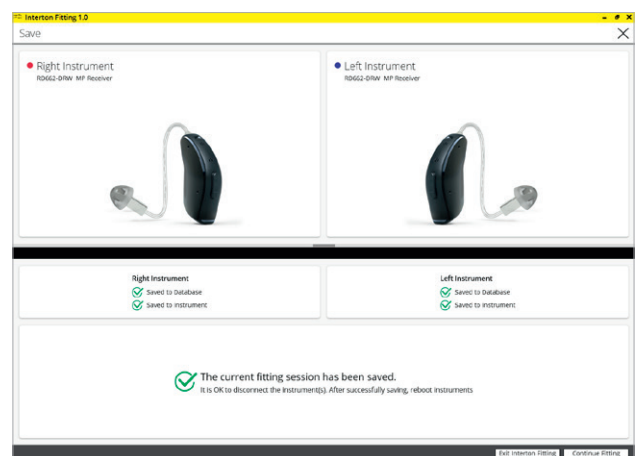 Interton Fitting 1.0
Save
Right Instrument
RD662-DRW MP Receiver
Left Instrument
RD662-DRW MP Receiver
Right Instrument
Saved to Database
Saved to Instrument
Left Instrument
Saved to Database
Saved to Instrument
The current fitting session has been saved.
It is OK to disconnect the Instrument(s). After successfully saving, reboot instruments
Exit Interton Fitting Continue Fitting